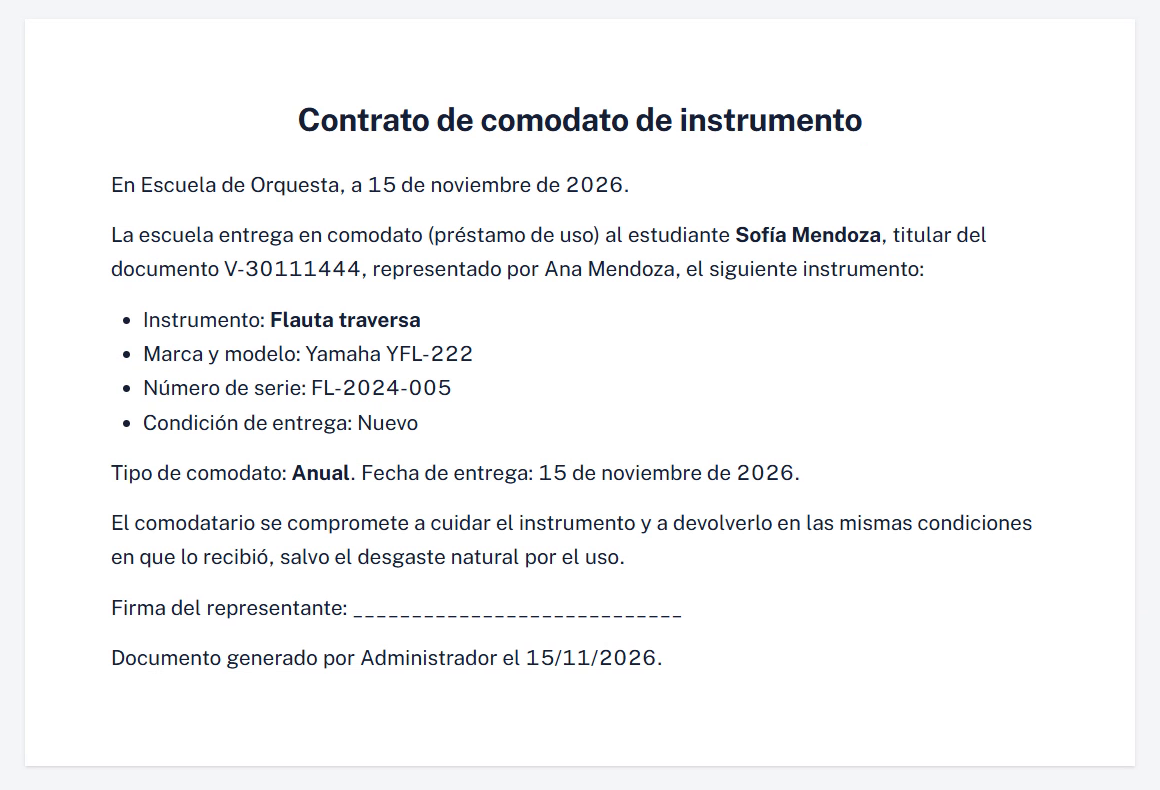 Contrato de comodato de instrumento
En Escuela de Orquesta, a 15 de noviembre de 2026.
La escuela entrega en comodato (préstamo de uso) al estudiante Sofía Mendoza, titular del
documento V-30111444, representado por Ana Mendoza, el siguiente instrumento:
• Instrumento: Flauta traversa
• Marca y modelo: Yamaha YFL-222
• Número de serie: FL-2024-005
• Condición de entrega: Nuevo
Tipo de comodato: Anual. Fecha de entrega: 15 de noviembre de 2026.
El comodatario se compromete a cuidar el instrumento y a devolverlo en las mismas condiciones
en que lo recibió, salvo el desgaste natural por el uso.
Firma del representante: ____________________________
Documento generado por Administrador el 15/11/2026.